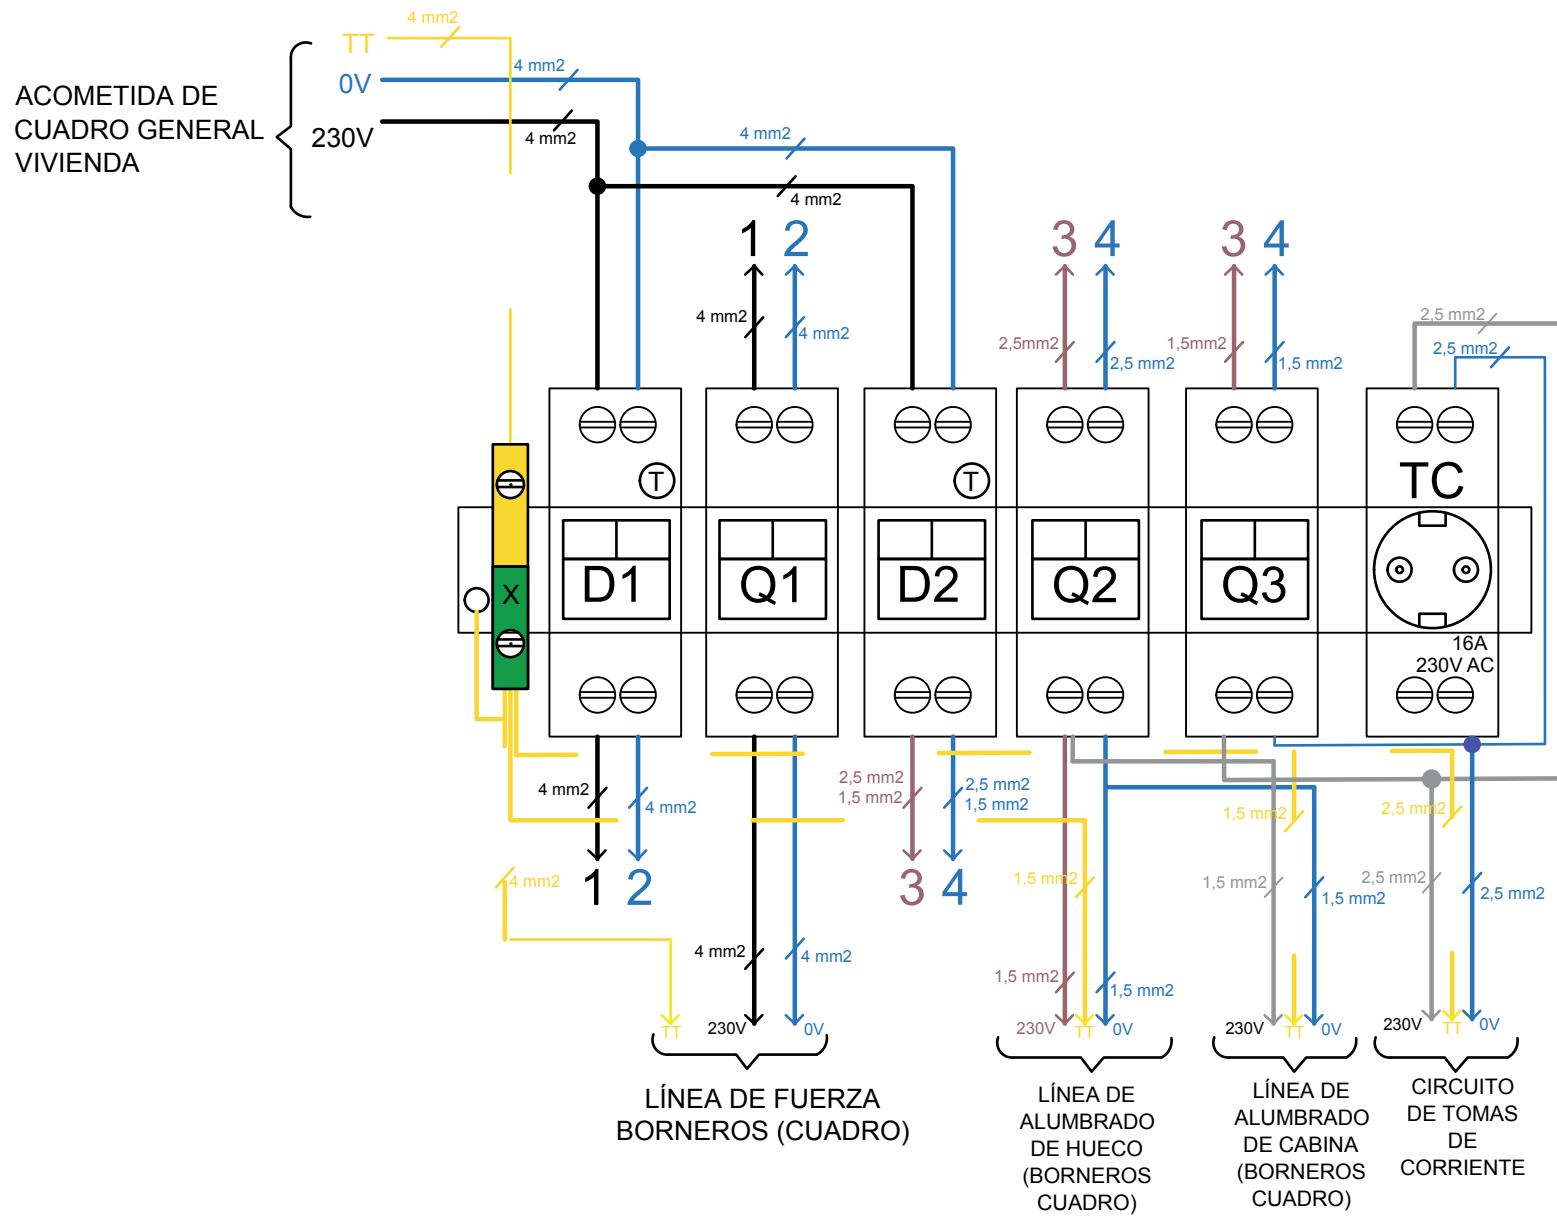 4 mm2
TT
0V
4 mm2
ACOMETIDA DE
CUADRO GENERAL
VIVIENDA
230V
4 mm2
4 mm2
4 mm2
1 2
3 4
3 4
4 mm2
4 mm2
2,5mm2
2,5 mm2
1,5mm2
1,5 mm2
2,5 mm2
2,5 mm2
T
T
TC
X
D1
Q1
D2
Q2
Q3
16A
230V AC
4 mm2
4 mm2
2,5 mm2
1,5 mm2
2,5 mm2
1,5 mm2
1,5 mm2
2,5 mm2
4 mm2
1 2
3 4
1,5 mm2
1,5 mm2
1,5 mm2
2,5 mm2
2,5 mm2
4 mm2
4 mm2
1,5 mm2
1,5 mm2
TT
230V
0V
230V
TT
0V
230V
TT
0V
230V
TT
0V
LÍNEA DE FUERZA
BORNEROS (CUADRO)
LÍNEA DE
ALUMBRADO
DE HUECO
(BORNEROS
CUADRO)
LÍNEA DE
ALUMBRADO
DE CABINA
(BORNEROS
CUADRO)
CIRCUITO
DE TOMAS
DE
CORRIENTE